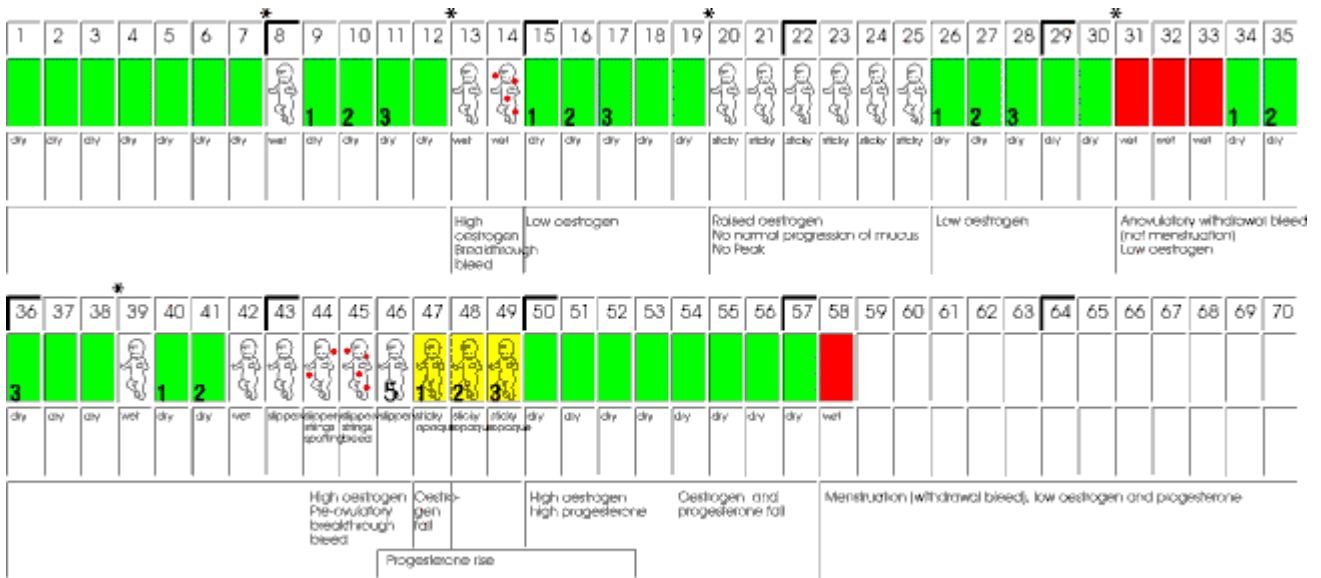 * * * *
1 2 3 4 5 6 7 8 9 10 11 12 13 14 15 16 17 18 19 20 21 22 23 24 25 26 27 28 29 30 31 32 33 34 35
1 2 3 1 2 3 1 2 3 1 2
dry dry dry dry dry dry dry wet dry dry dry dry wet wet dry dry dry dry dry sticky sticky sticky sticky sticky sticky dry dry dry dry dry wet wet wet dry dry
High
oestrogen
Breakthrough
bleed
Low oestrogen
Raised oestrogen
No normal progression of mucus
No Peak
Low oestrogen
Anovulatory withdrawal bleed
(not menstruation)
Low oestrogen
*
36 37 38 39 40 41 42 43 44 45 46 47 48 49 50 51 52 53 54 55 56 57 58 59 60 61 62 63 64 65 66 67 68 69 70
3 1 2 5 1 2 3
dry dry dry wet dry dry wet slippery slippery slippery slippery sticky sticky sticky dry dry dry dry dry dry dry dry wet
strings strings opaque opaque opaque
spotting bleed
High oestrogen
Pre-ovulatory
breakthrough
bleed
Oestro-
gen
fall
High oestrogen
high progesterone
Oestrogen and
progesterone fall
Menstruation (withdrawal bleed), low oestrogen and progesterone
Progesterone rise